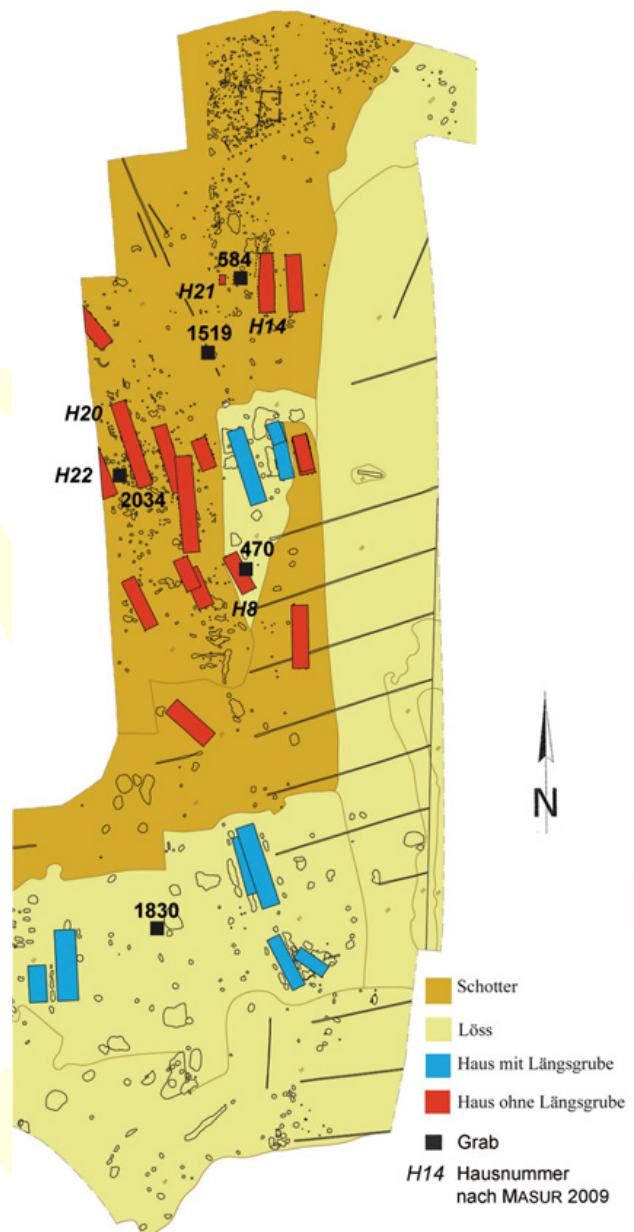 584
H21
H14
1519
H20
H22
2034
470
H8
N
1830
Schotter
Löss
Haus mit Längsgrube
Haus ohne Längsgrube
Grab
H14 Hausnummer
nach MASUR 2009